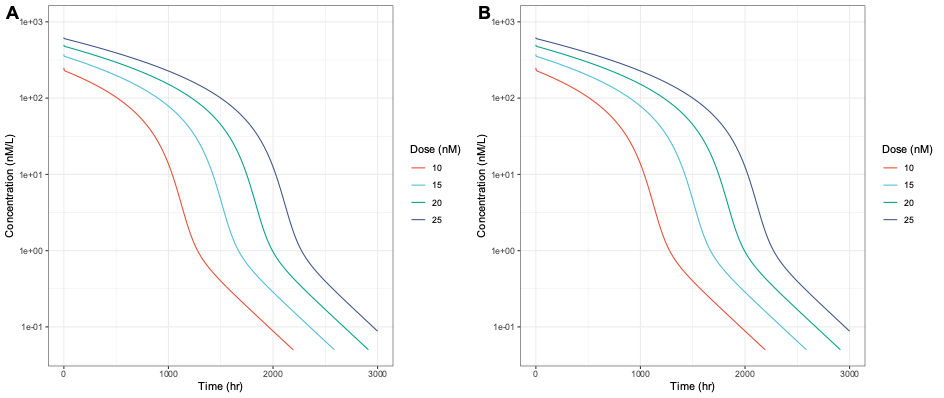 A
Concentration (nM/L)
1e+03
1e+02
1e+01
1e+00
1e-01
0
1000
2000
3000
Time (hr)
Dose (nM)
10
15
20
25
B
Concentration (nM/L)
1e+03
1e+02
1e+01
1e+00
1e-01
0
1000
2000
3000
Time (hr)
Dose (nM)
10
15
20
25